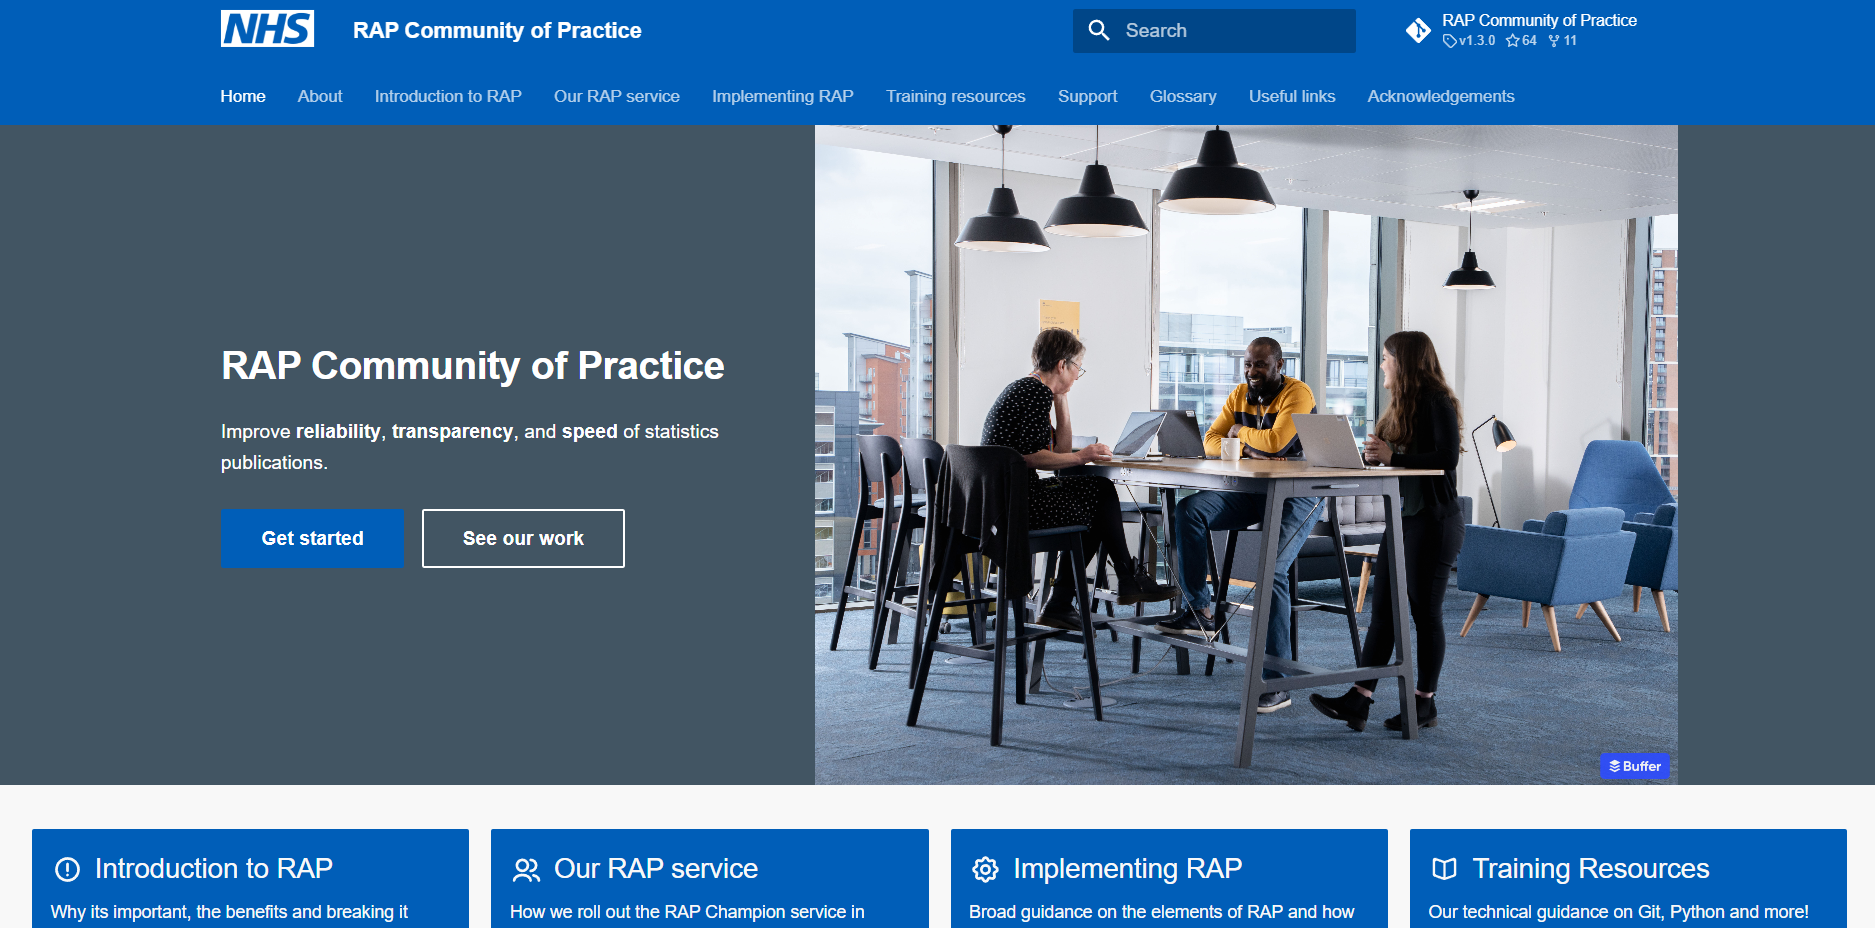 NHS
RAP Community of Practice
Search
RAP Community of Practice
v1.3.0 64 11
Home About Introduction to RAP Our RAP service Implementing RAP Training resources Support Glossary Useful links Acknowledgements
RAP Community of Practice
Improve reliability, transparency, and speed of statistics
publications.
Get started See our work
Buffer
Introduction to RAP
Why its important, the benefits and breaking it
Our RAP service
How we roll out the RAP Champion service in
Implementing RAP
Broad guidance on the elements of RAP and how
Training Resources
Our technical guidance on Git, Python and more!